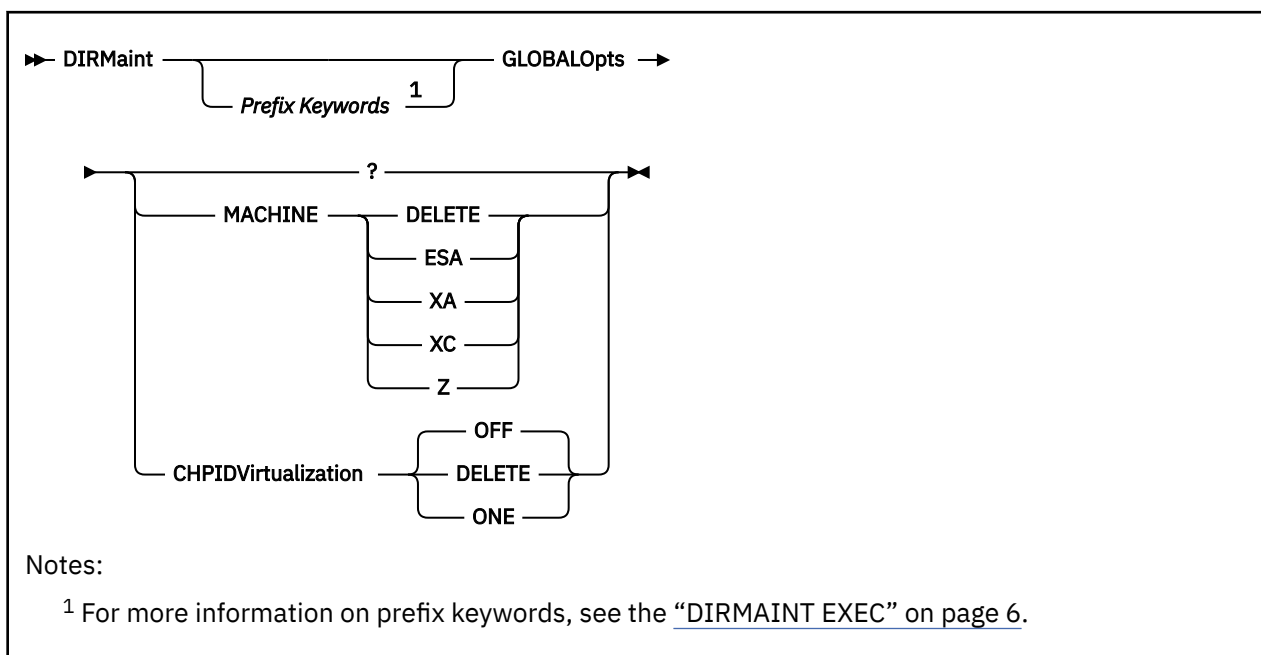 DIRMaint Prefix Keywords 1 GLOBALOpts
?
MACHINE DELETE
ESA
XA
XC
Z
OFF
CHPIDVirtualization DELETE
ONE
Notes:
1 For more information on prefix keywords, see the “DIRMAINT EXEC” on page 6.